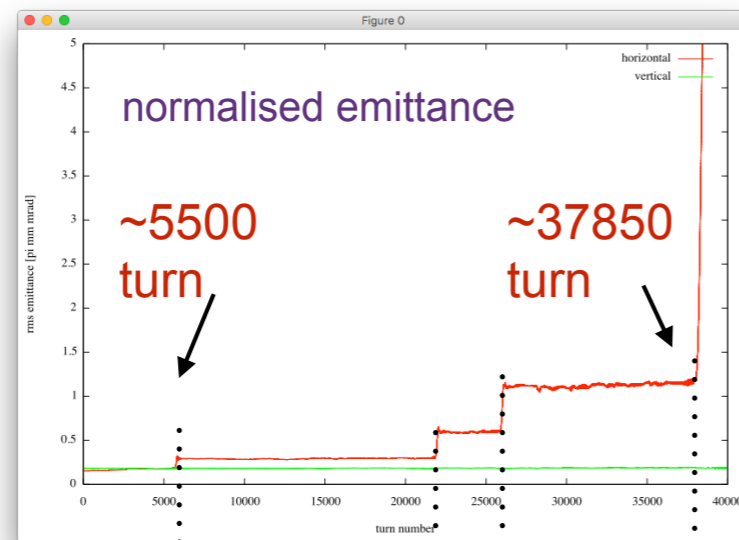 Figure 0
5
horizontal
vertical
4.5
normalised emittance
4
3.5
~5500
turn
~37850
turn
3
2.5
2
1.5
1
0.5
0
rms emittance [pi mm mrad]
0 5000 10000 15000 20000 25000 30000 35000 40000
turn number